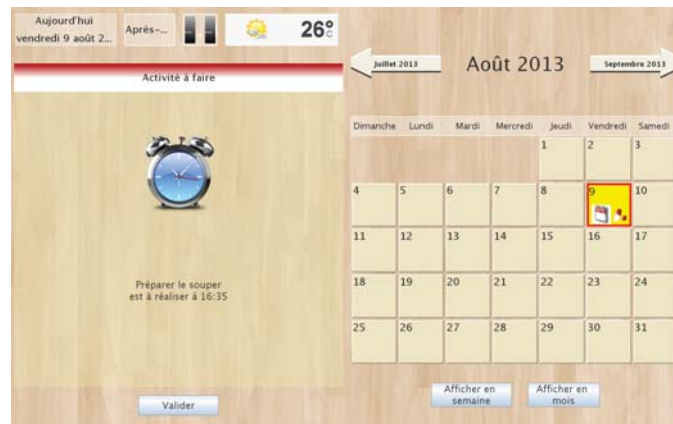 Aujourd'hui
vendredi 9 août 2...
Après-...
26°
C
Activité à faire
Préparer le souper
est à réaliser à 16:35
Valider
Juillet 2013
Août 2013
Septembre 2013
Dimanche Lundi Mardi Mercredi Jeudi Vendredi Samedi
1 2 3
4 5 6 7 8 9 10
11 12 13 14 15 16 17
18 19 20 21 22 23 24
25 26 27 28 29 30 31
Afficher en
semaine
Afficher en
mois